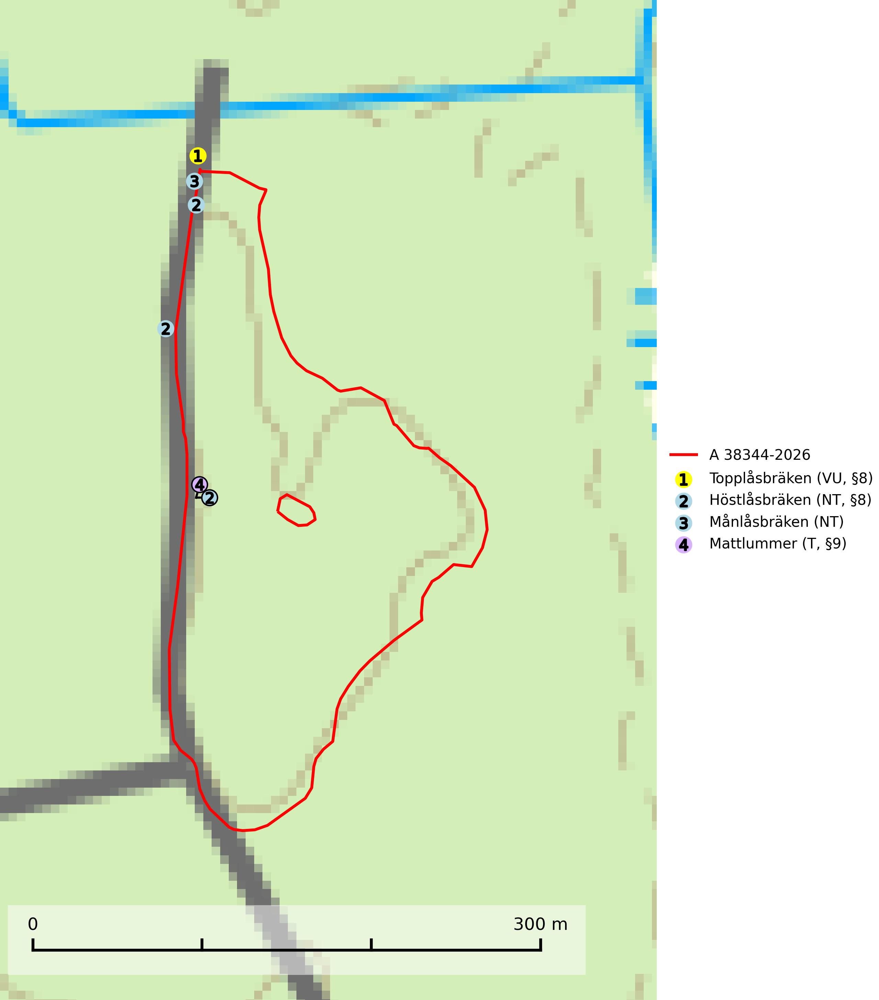 1
3
2
2
4
2
A 38344-2026
1 Topplåsbräken (VU, §8)
2 Höstlåsbräken (NT, §8)
3 Månlåsbräken (NT)
4 Mattlummer (T, §9)
0 300 m